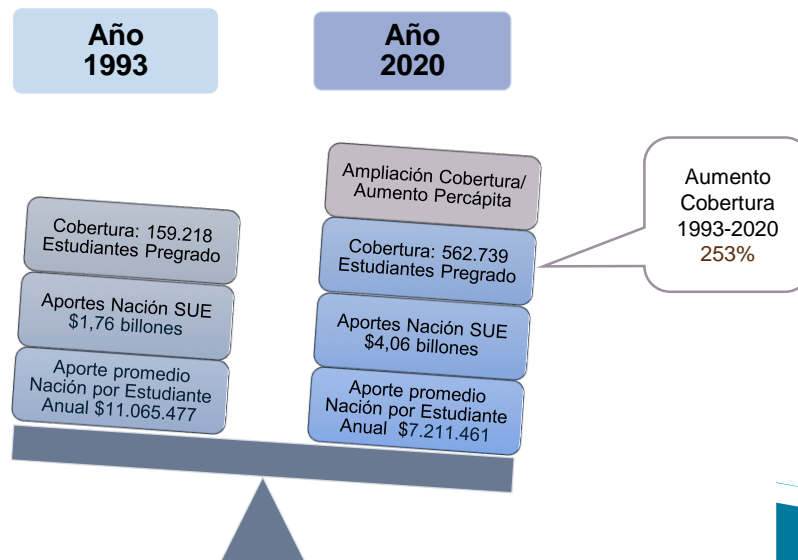 Año
1993
Año
2020
Cobertura: 159.218
Estudiantes Pregrado
Aportes Nación SUE
$1,76 billones
Aporte promedio
Nación por Estudiante
Anual $11.065.477
Ampliación Cobertura/
Aumento Percápita
Cobertura: 562.739
Estudiantes Pregrado
Aportes Nación SUE
$4,06 billones
Aporte promedio
Nación por Estudiante
Anual $7.211.461
Aumento
Cobertura
1993-2020
253%